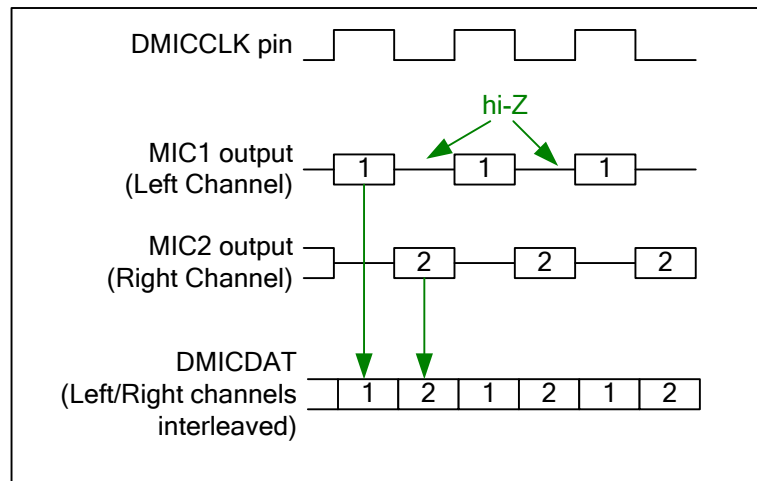 DMICCLK pin
hi-Z
MIC1 output
(Left Channel)
1 1 1
MIC2 output
(Right Channel)
2 2 2
DMICDAT
(Left/Right channels
interleaved)
1 2 1 2 1 2